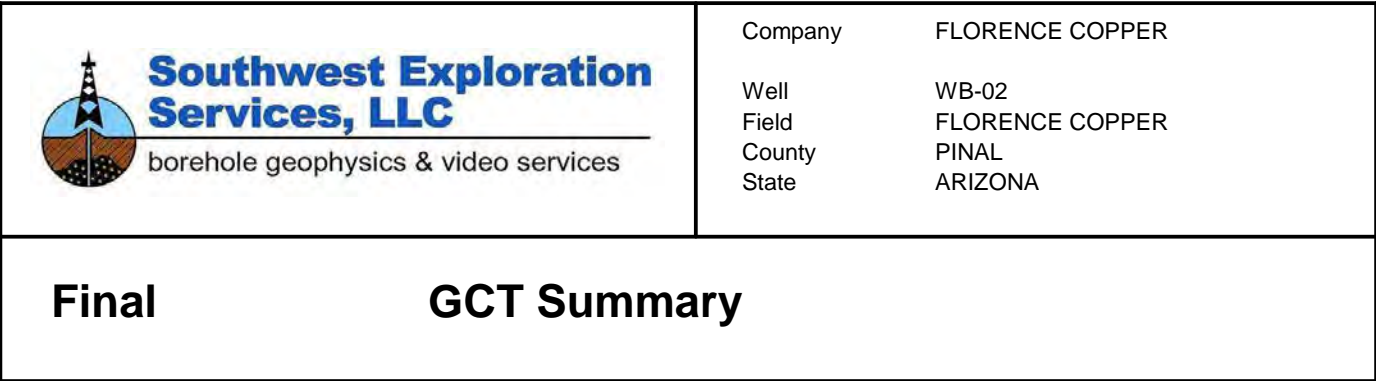 Southwest Exploration
Services, LLC
borehole geophysics & video services
Company FLORENCE COPPER
Well WB-02
Field FLORENCE COPPER
County PINAL
State ARIZONA
Final GCT Summary